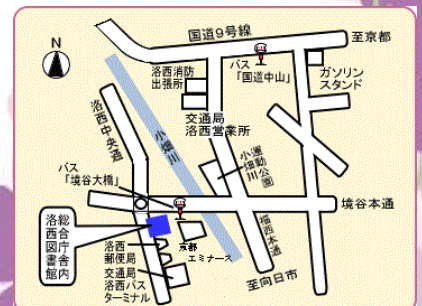 N
国道9号線
至京都
バス
「国道中山」
ガソリン
スタンド
洛西消防
出張所
洛西中央通
小畑川
交通局
洛西営業所
小畑川
運動公園
バス
「境谷大橋」
境谷本通
福西本通
洛西総合庁舎内
図書館
洛西
郵便局
京都
エミナース
交通局
洛西バス
ターミナル
至向日市